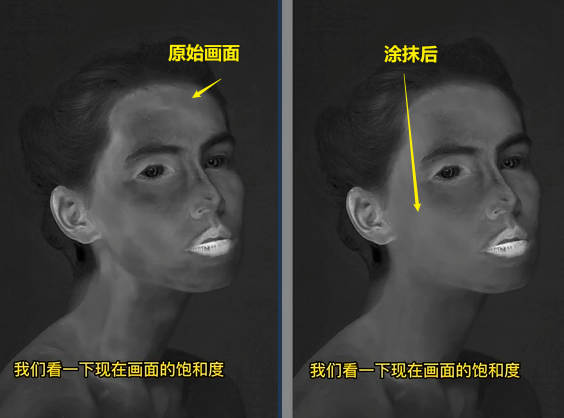 原始画面
涂抹后
我们看一下现在画面的饱和度
我们看一下现在画面的饱和度